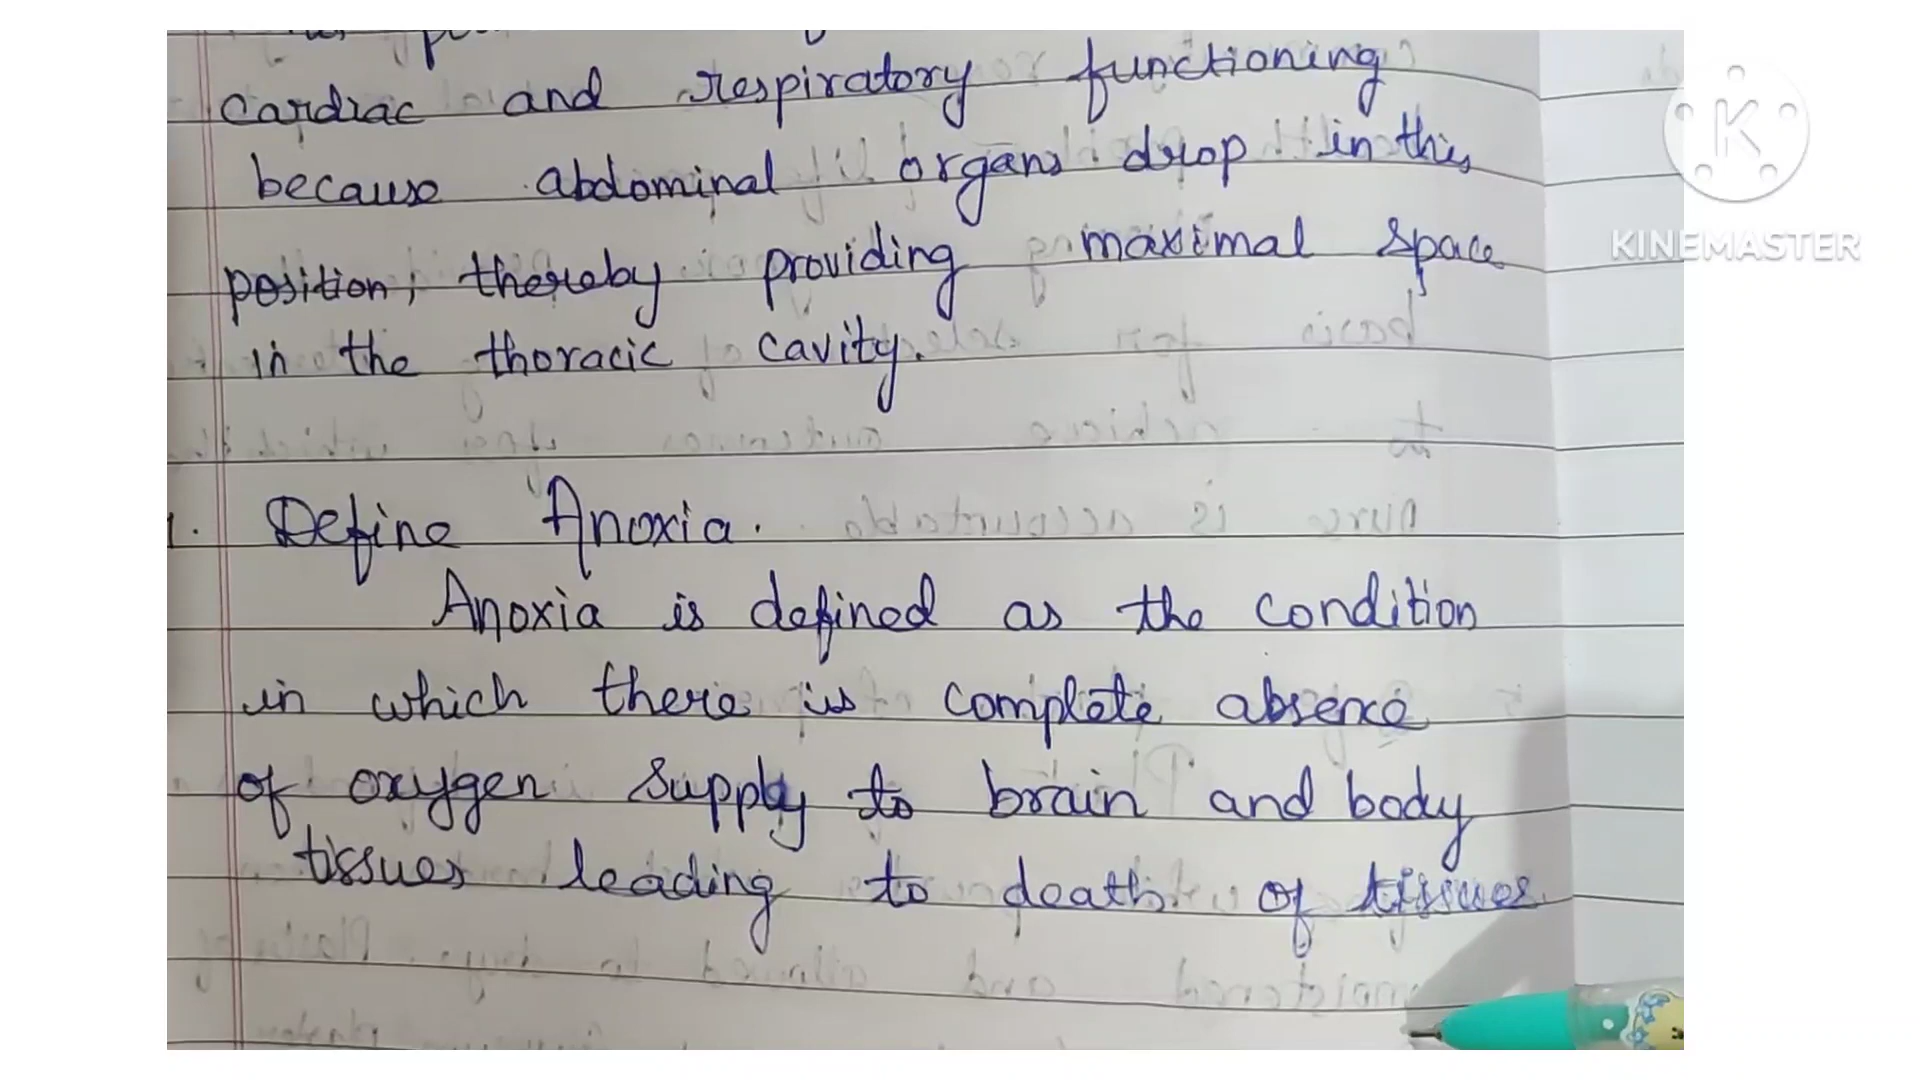 cardiac and respiratory functioning
because abdominal organs drop in this
position, thereby providing maximal space
in the thoracic cavity.
1. Define Anoxia.
Anoxia is defined as the condition
in which there is complete absence
of oxygen supply to brain and body
tissues leading to death of tissues
K
KINEMASTER